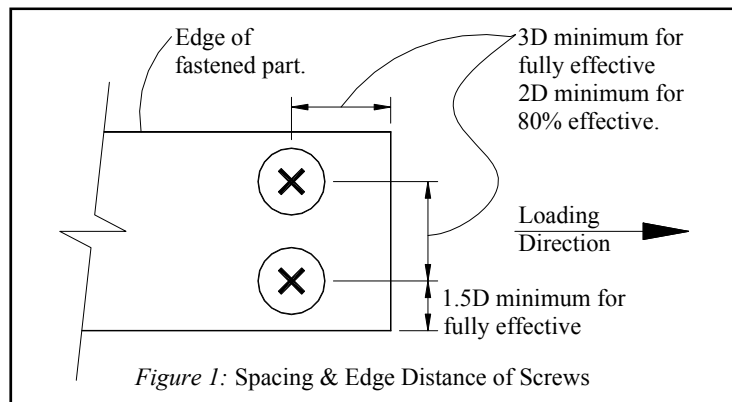 Edge of
fastened part.
3D minimum for
fully effective
2D minimum for
80% effective.
Loading
Direction
1.5D minimum for
fully effective
Figure 1: Spacing & Edge Distance of Screws